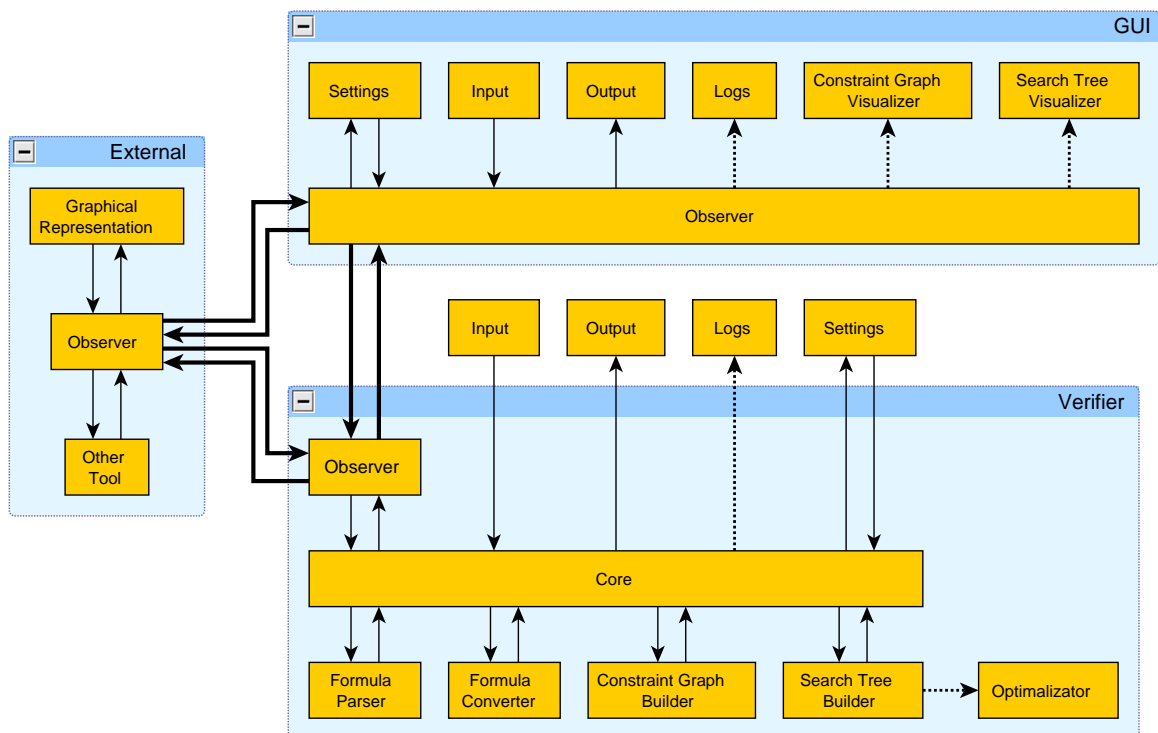 GUI
Settings
Input
Output
Logs
Constraint Graph
Visualizer
Search Tree
Visualizer
Observer
External
Graphical
Representation
Observer
Other
Tool
Input
Output
Logs
Settings
Verifier
Observer
Core
Formula
Parser
Formula
Converter
Constraint Graph
Builder
Search Tree
Builder
Optimalizator